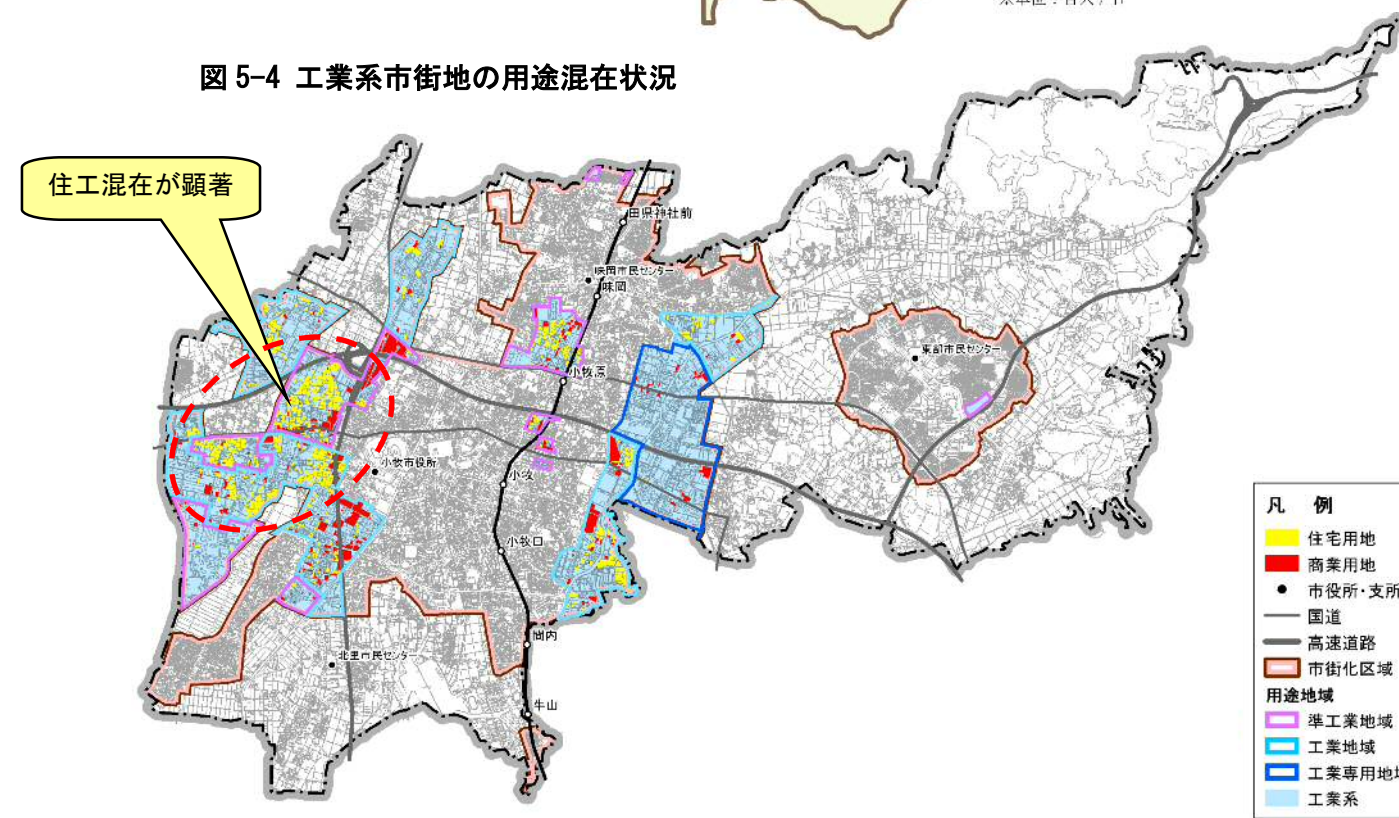 図 5-4 工業系市街地の用途混在状況
住工混在が顕著
田県神社前
味岡市民センター
味岡
小牧原
東部市民センター
小牧市役所
小牧
小牧口
間内
北里市民センター
牛山
凡 例
住宅用地
商業用地
市役所・支所
国道
高速道路
市街化区域
用途地域
準工業地域
工業地域
工業専用地
工業系